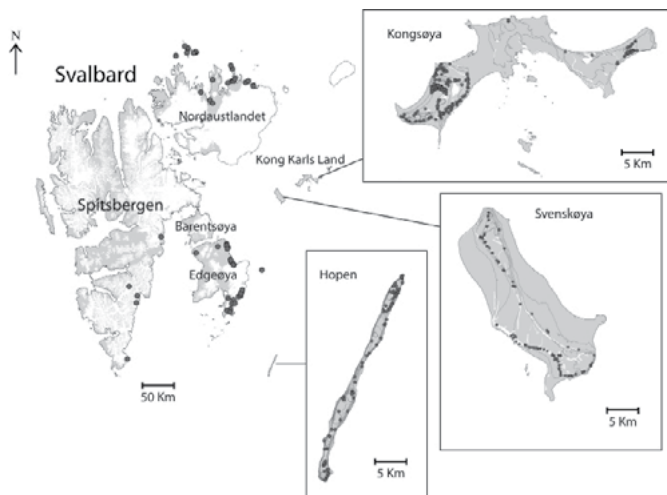 N
Svalbard
Nordaustlandet
Kong Karls Land
Spitsbergen
Barentsøya
Edgeøya
50 Km
Kongsøya
5 Km
Svenskøya
5 Km
Hopen
5 Km